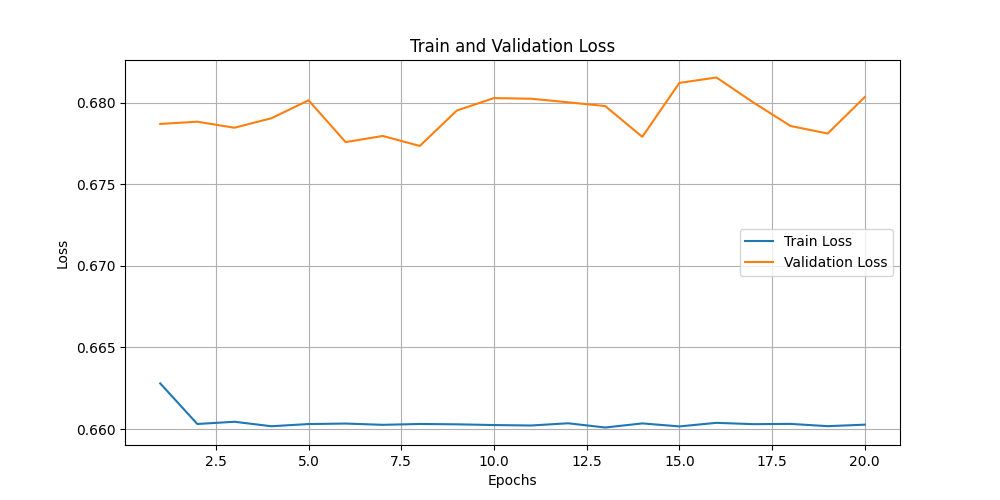 Train and Validation Loss
0.680
0.675
0.670
0.665
0.660
Loss
Train Loss
Validation Loss
2.5 5.0 7.5 10.0 12.5 15.0 17.5 20.0
Epochs